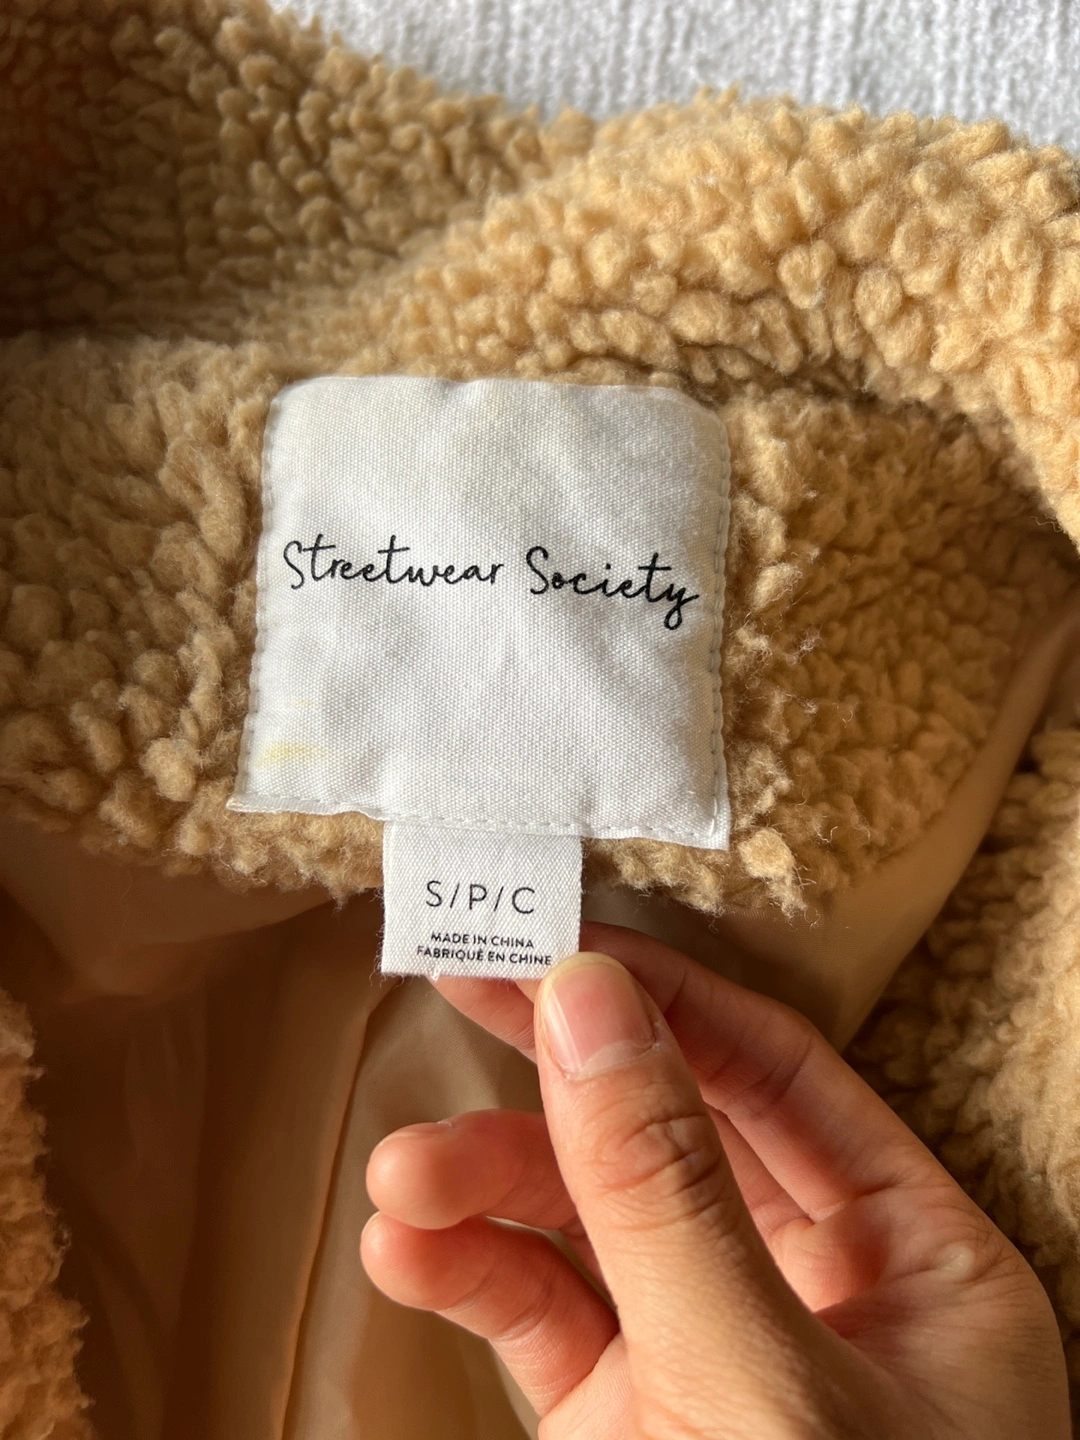 Streetwear Society
S/P/C
MADE IN CHINA
FABRIQUÉ EN CHINE